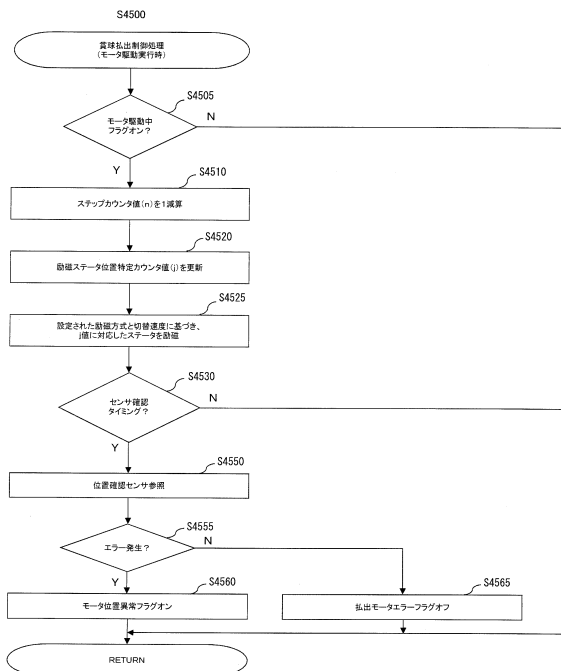 S4500
賞球払出制御処理
(モータ駆動実行時)
S4505
モータ駆動中
フラグオン?
N
Y
S4510
ステップカウンタ値(n)を1減算
S4520
励磁ステータ位置特定カウンタ値(j)を更新
S4525
設定された励磁方式と切替速度に基づき、
j値に対応したステータを励磁
S4530
センサ確認
タイミング?
N
Y
S4550
位置確認センサ参照
S4555
エラー発生?
N
Y
S4560
モータ位置異常フラグオン
S4565
払出モータエラーフラグオフ
RETURN